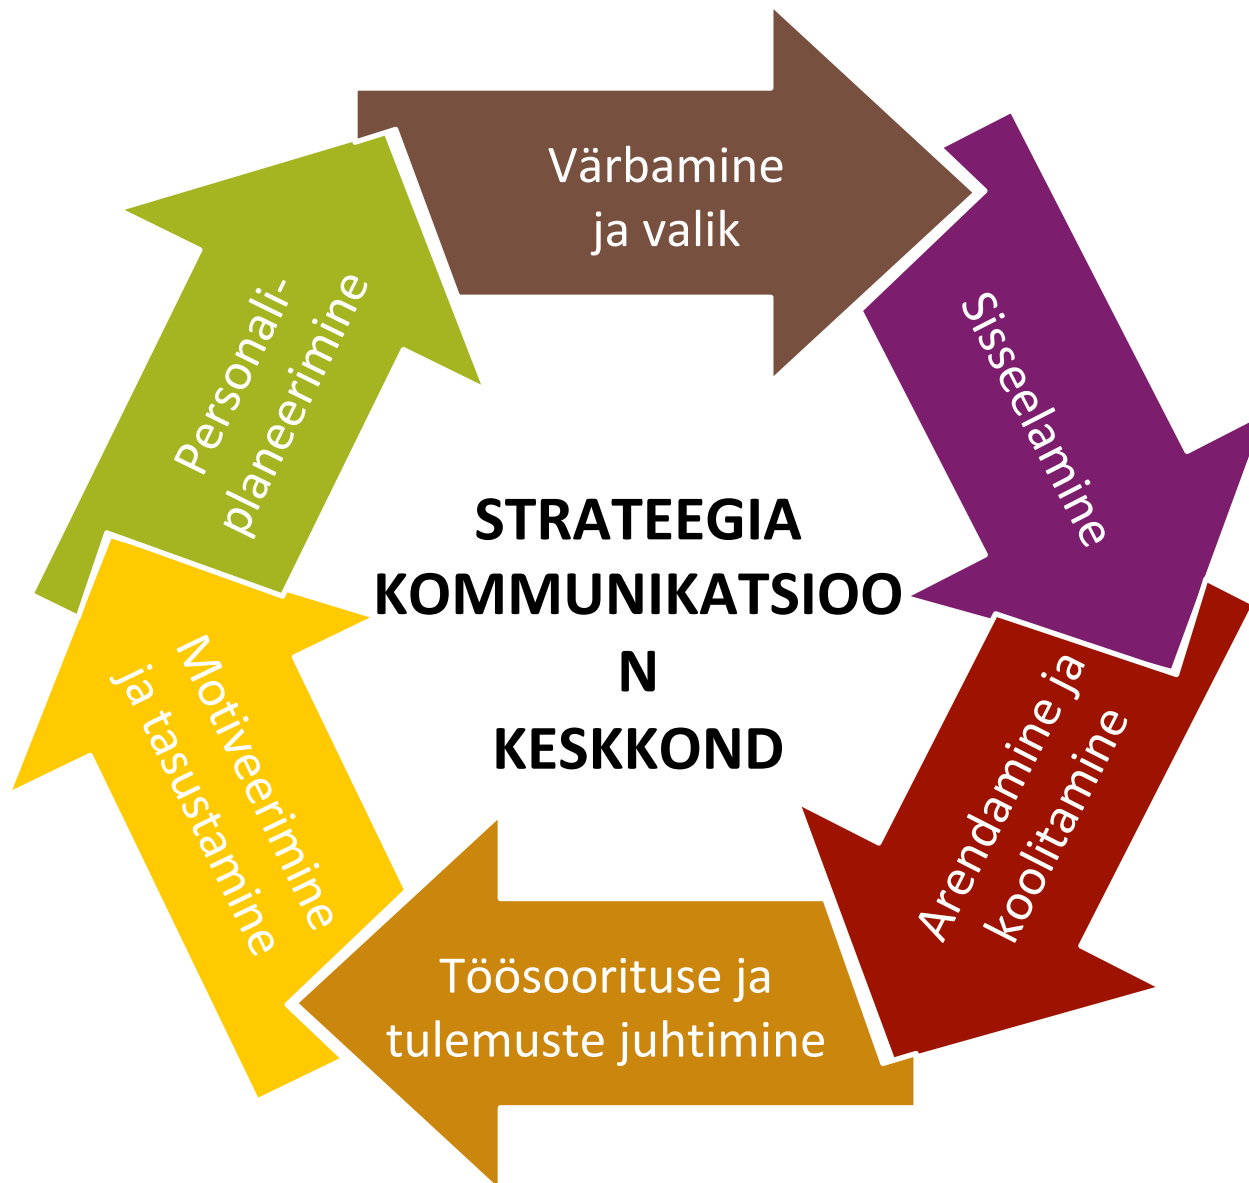 Värbamine
ja valik
Sisseelamine
Arendamine ja
koolitamine
Töösoorituse ja
tulemuste juhtimine
Motiveerimine
ja tasustamine
Personali-
planeerimine
STRATEEGIA
KOMMUNIKATSIOO
N
KESKKOND